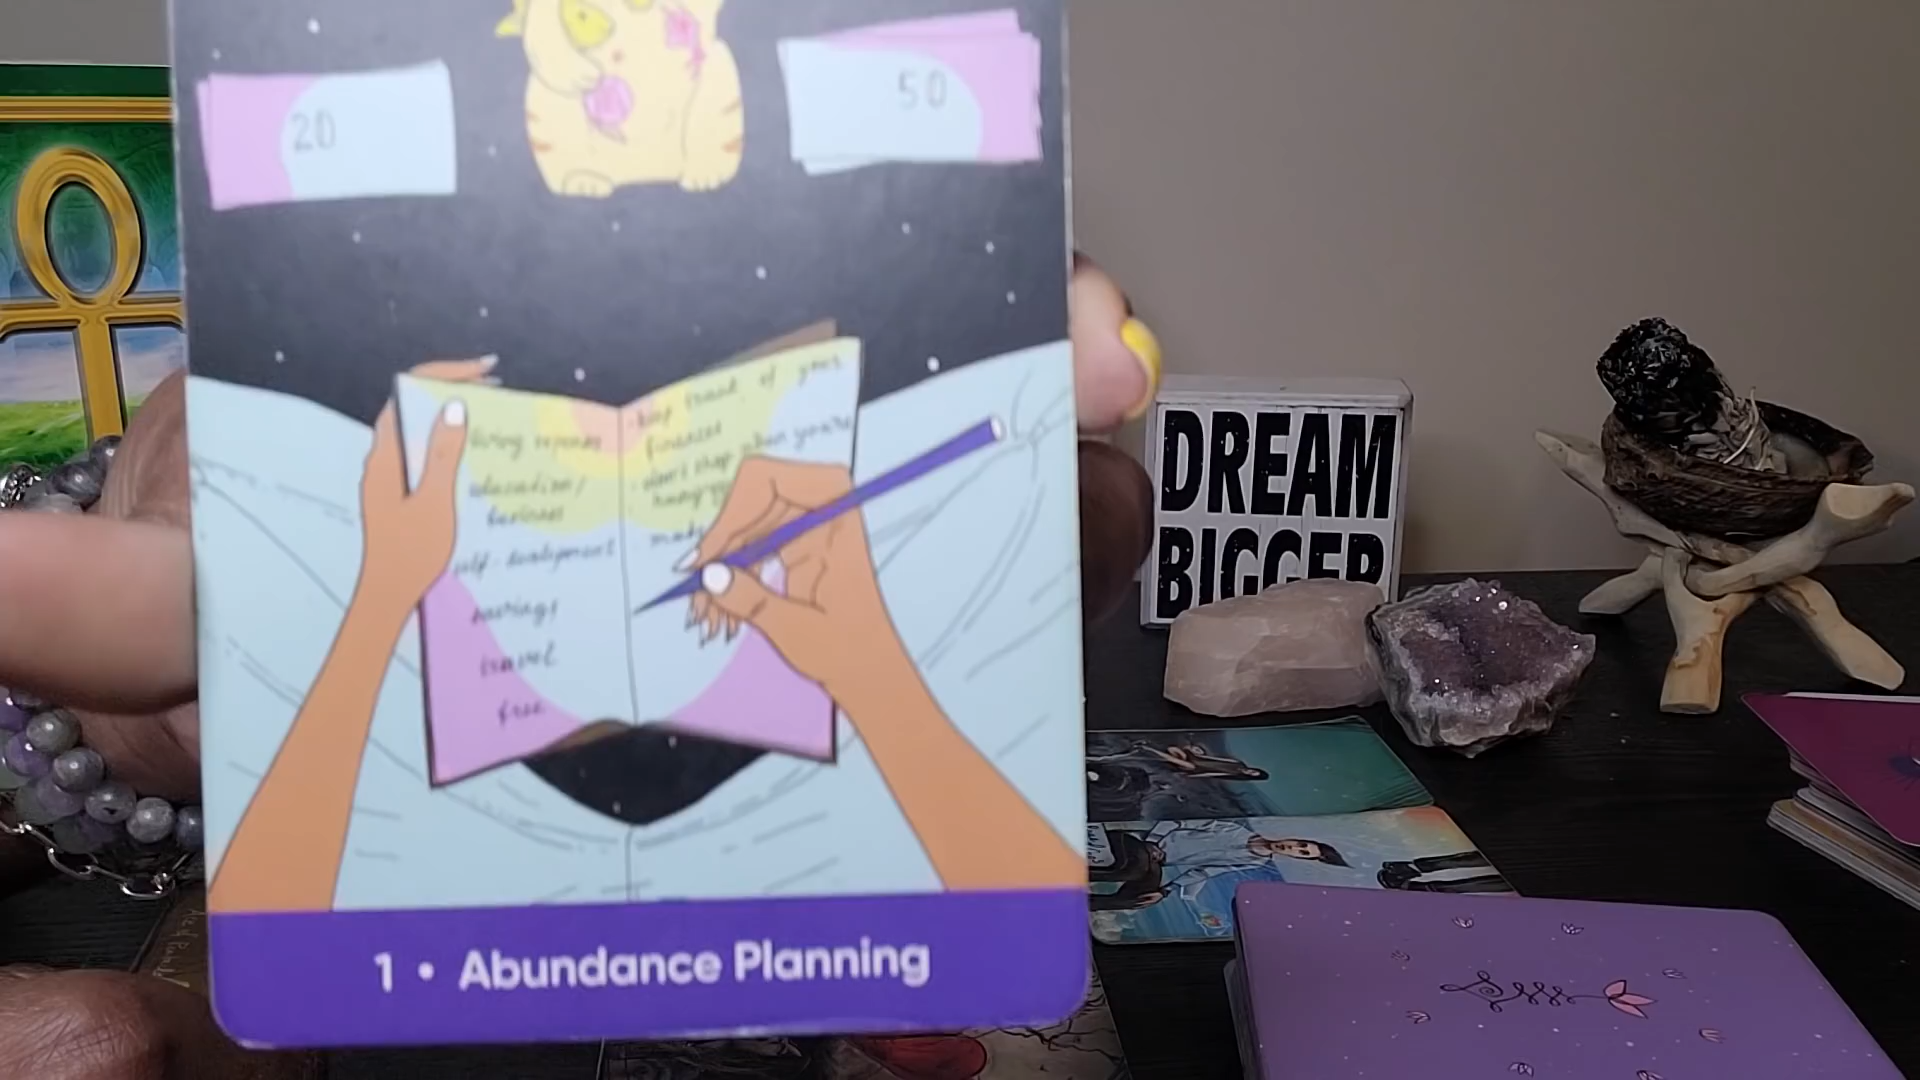 20
50
living expenses
education/
business
self-development
savings
travel
free
keep track of your
finances
don't shop when you're
hungry
made
DREAM
BIGGER
1 • Abundance Planning